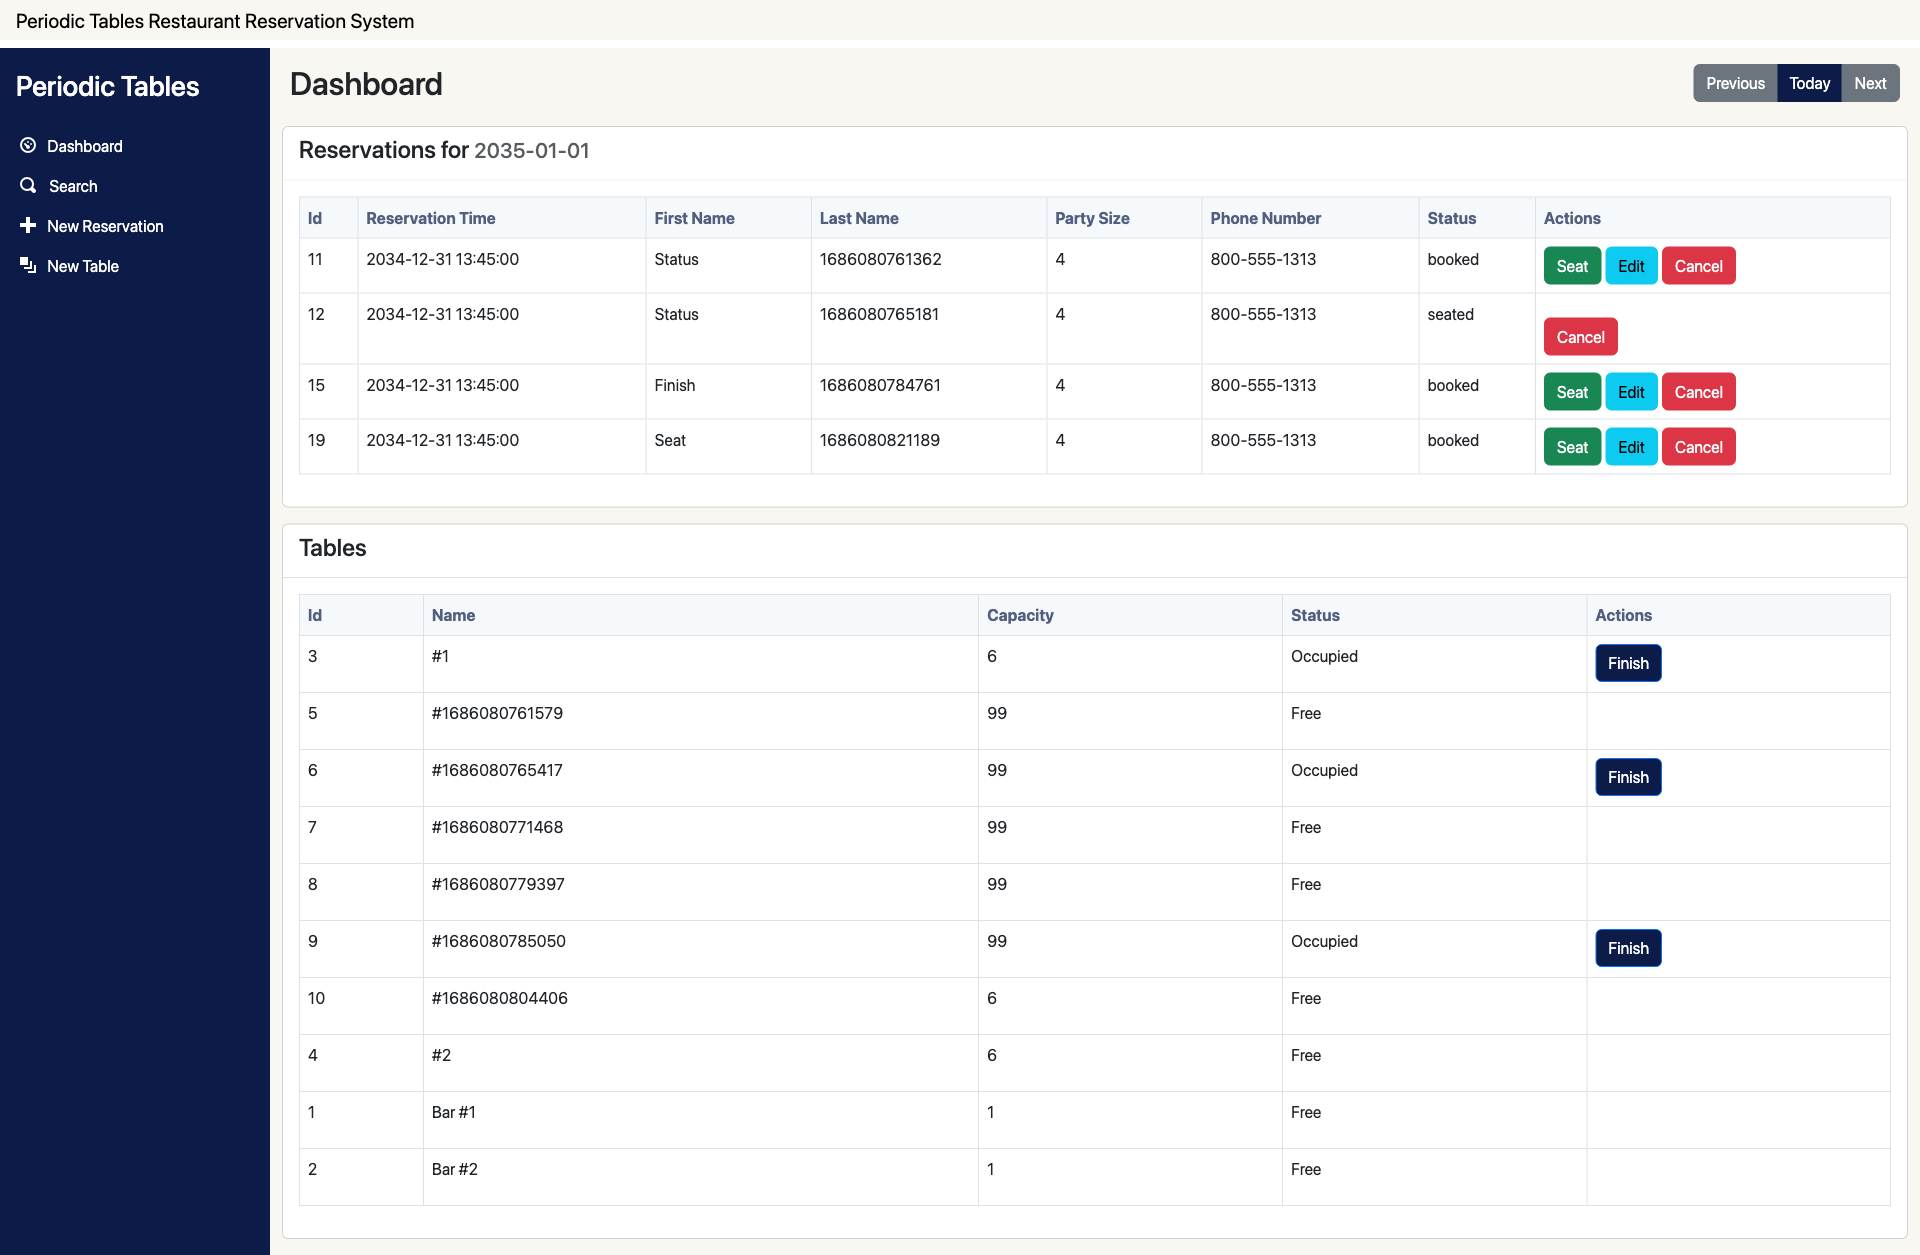 Periodic Tables Restaurant Reservation System
Periodic Tables
Dashboard
Search
New Reservation
New Table
Dashboard
Previous Today Next
Reservations for 2035-01-01
Id Reservation Time First Name Last Name Party Size Phone Number Status Actions
11 2034-12-31 13:45:00 Status 1686080761362 4 800-555-1313 booked Seat Edit Cancel
12 2034-12-31 13:45:00 Status 1686080765181 4 800-555-1313 seated Cancel
15 2034-12-31 13:45:00 Finish 1686080784761 4 800-555-1313 booked Seat Edit Cancel
19 2034-12-31 13:45:00 Seat 1686080821189 4 800-555-1313 booked Seat Edit Cancel
Tables
Id Name Capacity Status Actions
3 #1 6 Occupied Finish
5 #1686080761579 99 Free
6 #1686080765417 99 Occupied Finish
7 #1686080771468 99 Free
8 #1686080779397 99 Free
9 #1686080785050 99 Occupied Finish
10 #1686080804406 6 Free
4 #2 6 Free
1 Bar #1 1 Free
2 Bar #2 1 Free